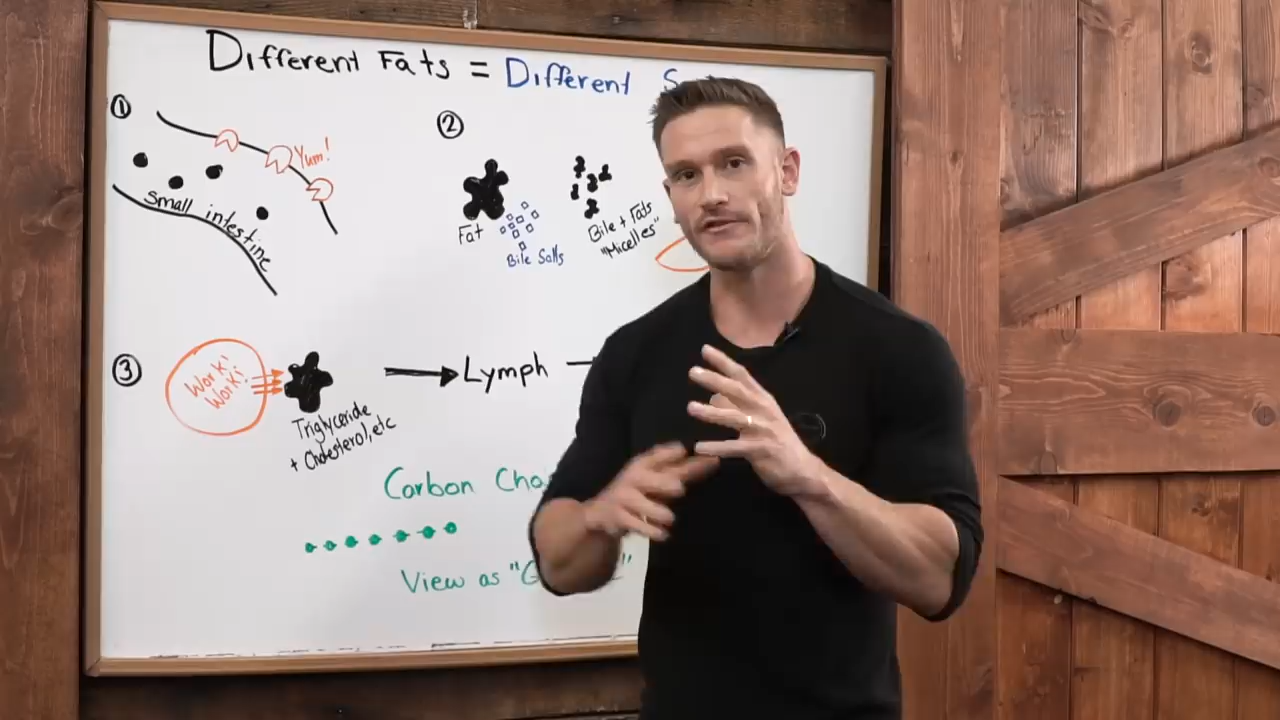 Different Fats = Different
①
Yum!
Small intestine
②
Fat
Bile Salts
Bile + Fats
"Micelles"
③
Work!
Work!
Triglyceride
+ Cholesterol, etc
Lymph
Carbon
View as